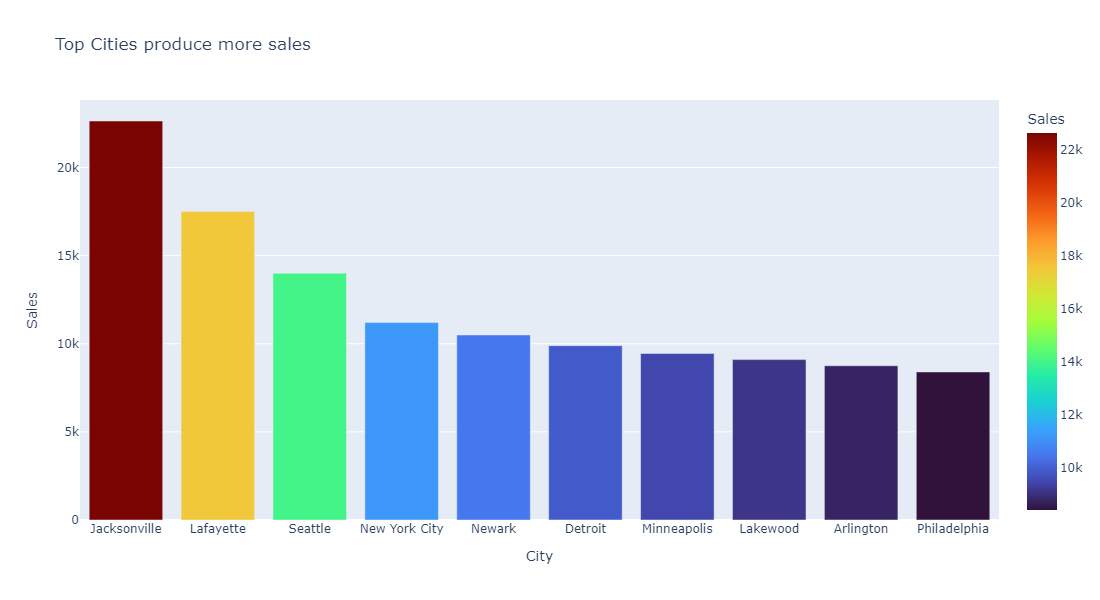 Top Cities produce more sales
Sales
22k
20k
18k
16k
14k
12k
10k
20k
15k
10k
5k
0
Sales
Jacksonville Lafayette Seattle New York City Newark Detroit Minneapolis Lakewood Arlington Philadelphia
City